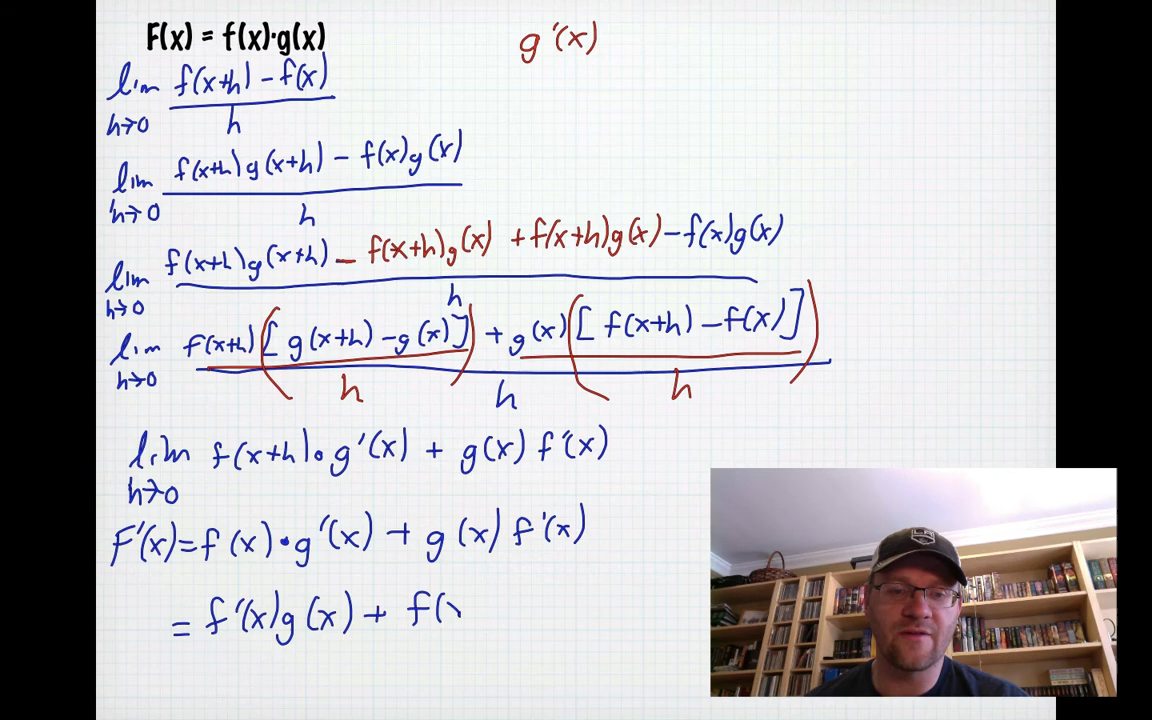 F(x) = f(x)·g(x)
g'(x)
lim f(x+h) - f(x)
h→0 h
lim f(x+h)g(x+h) - f(x)g(x)
h→0 h
lim f(x+h)g(x+h) - f(x+h)g(x) + f(x+h)g(x) - f(x)g(x)
h→0 h
lim f(x+h)([g(x+h) - g(x)]) + g(x)([f(x+h) - f(x)])
h→0 h h h
lim f(x+h)·g'(x) + g(x) f'(x)
h→0
F'(x) = f(x)·g'(x) + g(x) f'(x)
= f'(x)g(x) + f(